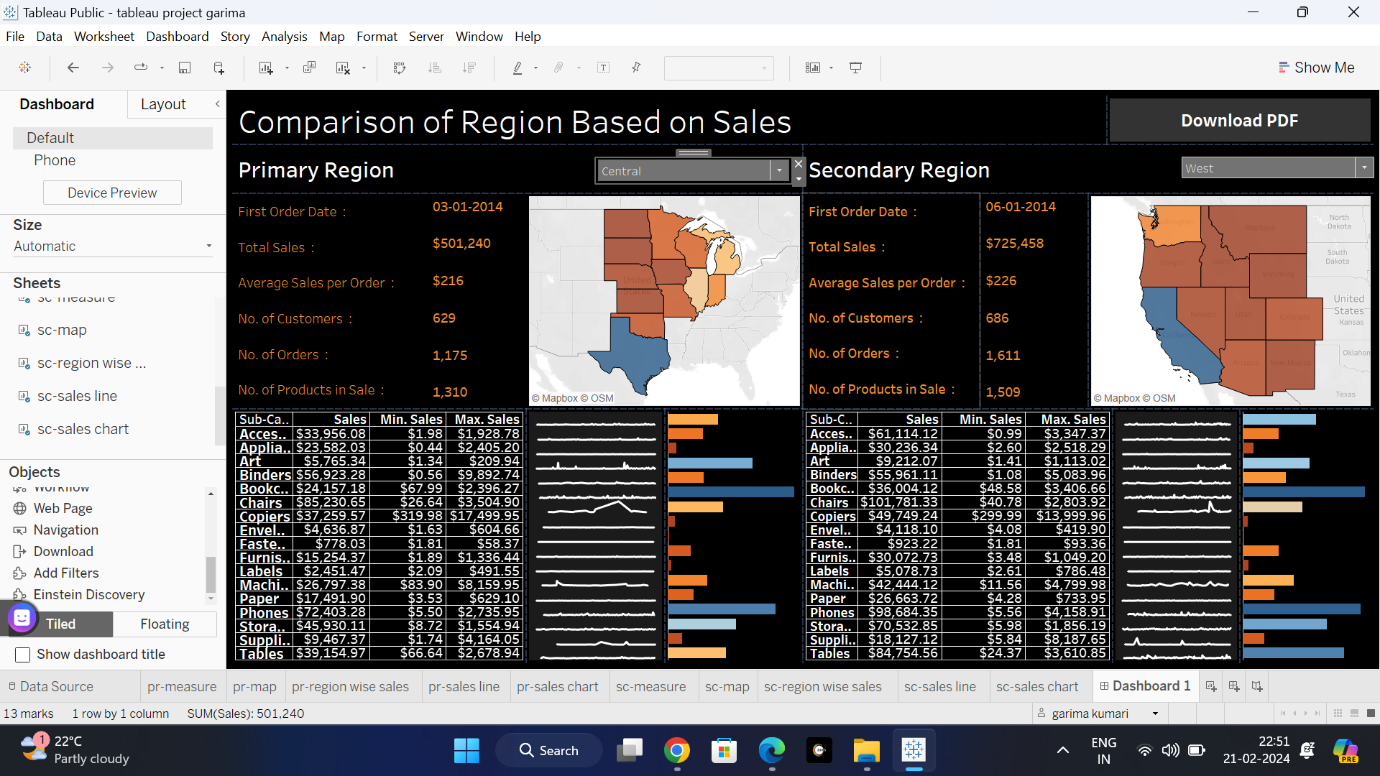 Tableau Public - tableau project garima
File Data Worksheet Dashboard Story Analysis Map Format Server Window Help
Show Me
Dashboard Layout
Default
Phone
Device Preview
Size
Automatic
Sheets
sc-measure
sc-map
sc-region wise ...
sc-sales line
sc-sales chart
Objects
Workflow
Web Page
Navigation
Download
Add Filters
Einstein Discovery
Tiled Floating
Show dashboard title
Comparison of Region Based on Sales
Download PDF
Primary Region
Central
First Order Date : 03-01-2014
Total Sales : $501,240
Average Sales per Order : $216
No. of Customers : 629
No. of Orders : 1,175
No. of Products in Sale : 1,310
© Mapbox © OSM
Secondary Region
West
First Order Date : 06-01-2014
Total Sales : $725,458
Average Sales per Order : $226
No. of Customers : 686
No. of Orders : 1,611
No. of Products in Sale : 1,509
North Dakota
South Dakota
United States
Kansas
Texas
© Mapbox © OSM
Sub-Ca.. Sales Min. Sales Max. Sales
Acces.. $33,956.08 $1.98 $1,928.78
Applia.. $23,582.03 $0.44 $2,405.20
Art $5,765.34 $1.34 $209.94
Binders $56,923.28 $0.56 $9,892.74
Bookc.. $24,157.18 $67.99 $2,396.27
Chairs $85,230.65 $26.64 $3,504.90
Copiers $37,259.57 $319.98 $17,499.95
Envel.. $4,636.87 $1.63 $604.66
Faste.. $778.03 $1.81 $58.37
Furnis.. $15,254.37 $1.89 $1,336.44
Labels $2,451.47 $2.09 $491.55
Machi.. $26,797.38 $83.90 $8,159.95
Paper $17,491.90 $3.53 $629.10
Phones $72,403.28 $5.50 $2,735.95
Stora.. $45,930.11 $8.72 $1,554.94
Suppli.. $9,467.37 $1.74 $4,164.05
Tables $39,154.97 $66.64 $2,678.94
Sub-C.. Sales Min. Sales Max. Sales
Acces.. $61,114.12 $0.99 $3,347.37
Applia.. $30,236.34 $2.60 $2,518.29
Art $9,212.07 $1.41 $1,113.02
Binders $55,961.11 $1.08 $5,083.96
Bookc.. $36,004.12 $48.58 $3,406.66
Chairs $101,781.33 $40.78 $2,803.92
Copiers $49,749.24 $299.99 $13,999.96
Envel.. $4,118.10 $4.08 $419.90
Faste.. $923.22 $1.81 $93.36
Furnis.. $30,072.73 $3.48 $1,049.20
Labels $5,078.73 $2.61 $786.48
Machi.. $42,444.12 $11.56 $4,799.98
Paper $26,663.72 $4.28 $733.95
Phones $98,684.35 $5.56 $4,158.91
Stora.. $70,532.85 $5.98 $1,856.19
Suppli.. $18,127.12 $5.84 $8,187.65
Tables $84,754.56 $24.37 $3,610.85
Data Source pr-measure pr-map pr-region wise sales pr-sales line pr-sales chart sc-measure sc-map sc-region wise sales sc-sales line sc-sales chart Dashboard 1
13 marks 1 row by 1 column SUM(Sales): 501,240 garima kumari
1
22°C
Partly cloudy
Search
ENG
IN
22:51
21-02-2024
PRE